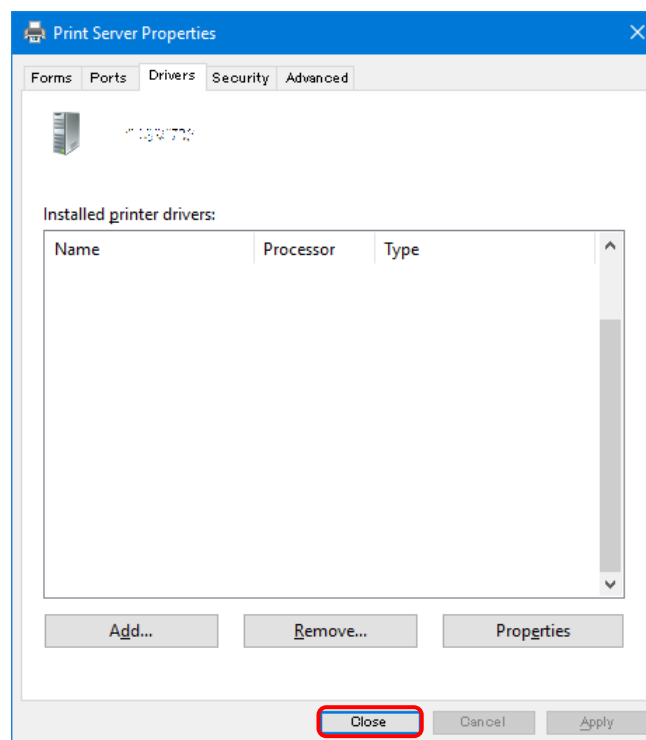 Print Server Properties
Forms Ports Drivers Security Advanced
Installed printer drivers:
Name Processor Type
Add... Remove... Properties
Close Cancel Apply